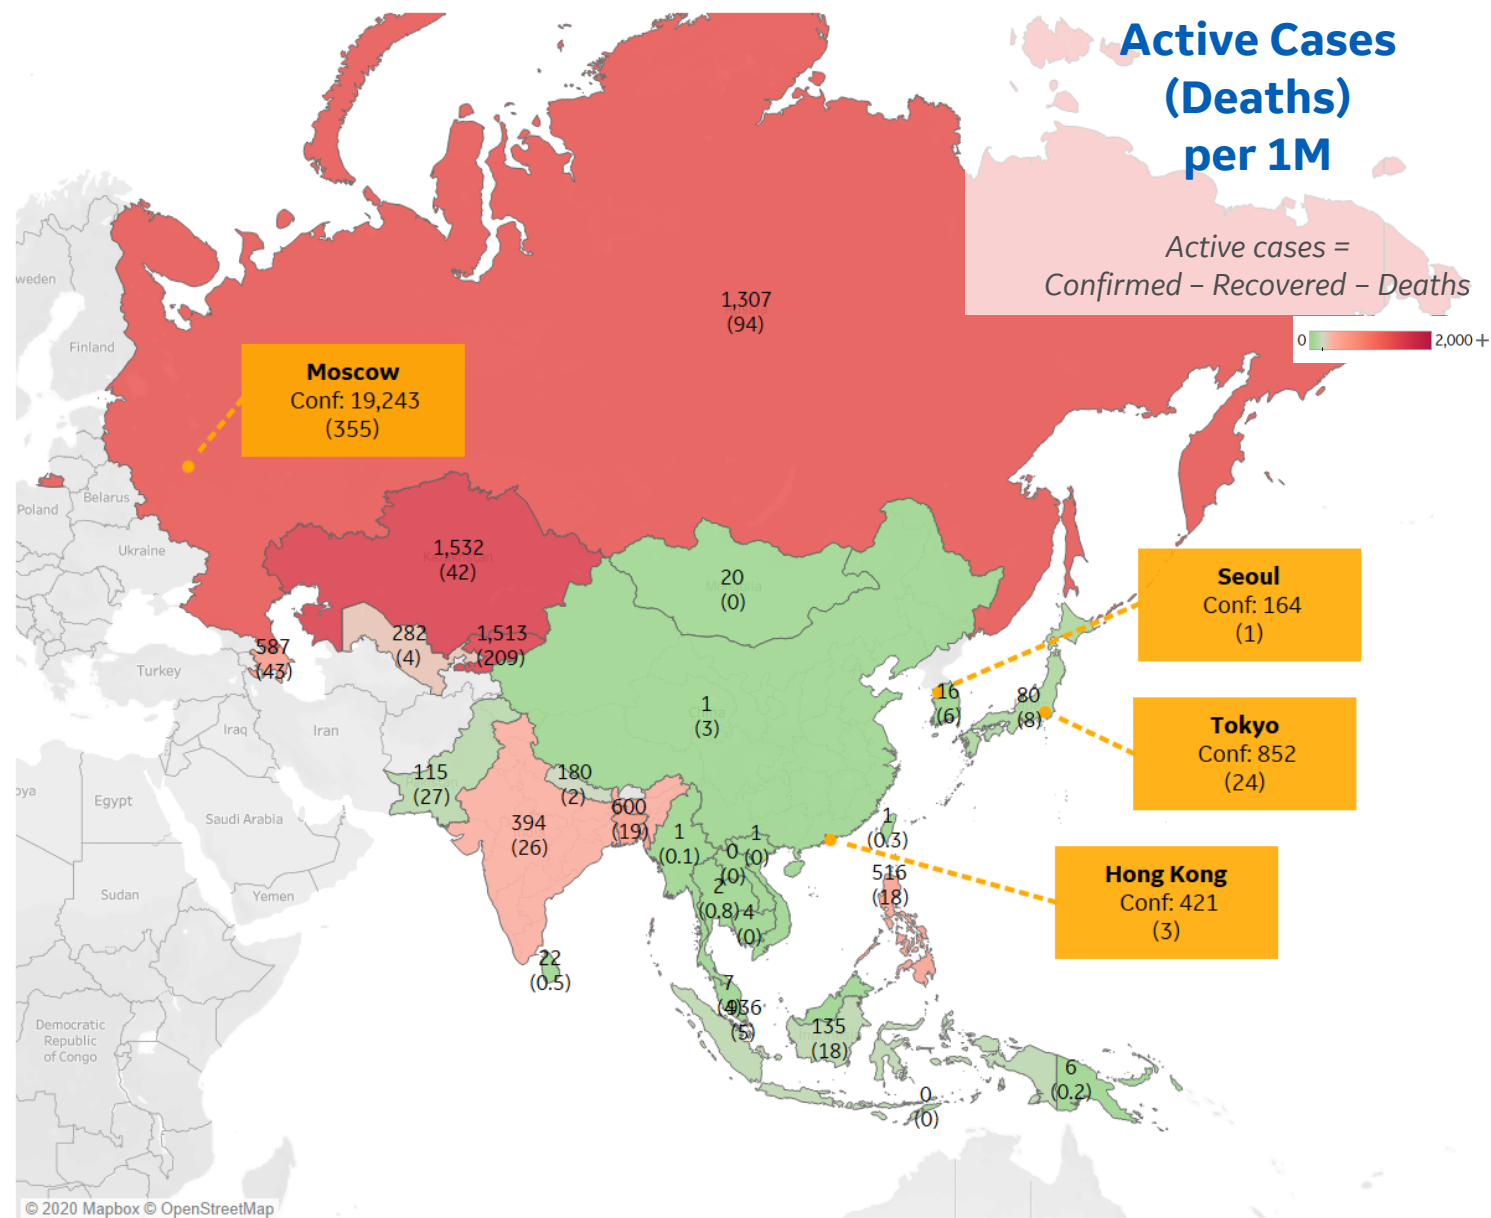 Active Cases
(Deaths)
per 1M
Active cases =
Confirmed – Recovered – Deaths
0
2,000 +
1,307
(94)
weden
Finland
Moscow
Conf: 19,243
(355)
Belarus
Poland
Ukraine
1,532
(42)
20
(0)
Seoul
Conf: 164
(1)
587
(43)
282
(4)
1,513
(209)
Turkey
Iraq
Iran
1
(3)
16
(6)
80
(8)
Tokyo
Conf: 852
(24)
115
(27)
180
(2)
600
(19)
oya
Egypt
Saudi Arabia
394
(26)
1
(0.1)
1
(0)
0
(0)
1
(0.3)
2
(0.8)
4
(0)
516
(18)
Hong Kong
Conf: 421
(3)
Sudan
Yemen
22
(0.5)
7
936
(5)
135
(18)
Democratic
Republic
of Congo
6
(0.2)
0
(0)
© 2020 Mapbox © OpenStreetMap